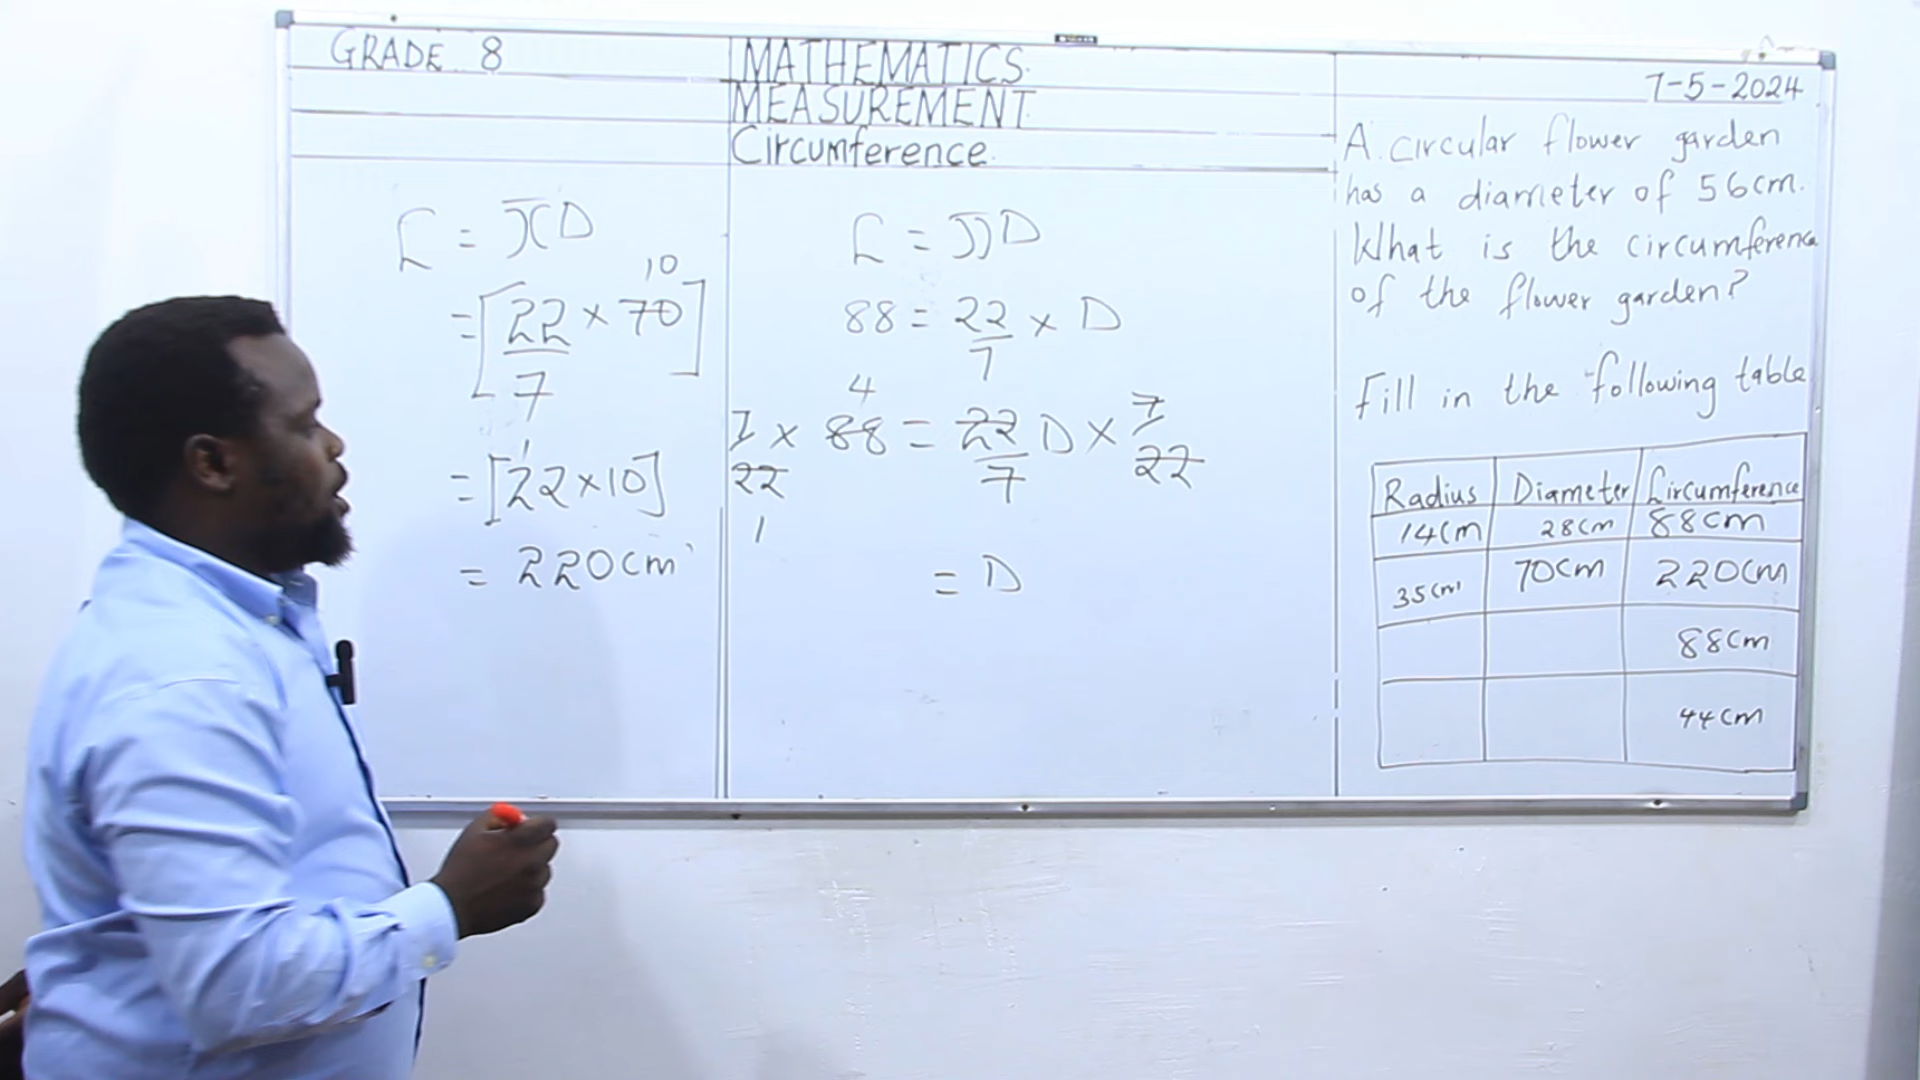 GRADE 8
MATHEMATICS
MEASUREMENT
Circumference
7-5-2024
C = πD
10
= [22/7 × 70]
1
= [22 × 10]
= 220cm
C = πD
88 = 22/7 × D
4
7/22 × 88 = 22/7 D × 7/22
1
= D
A circular flower garden
has a diameter of 56cm.
What is the circumference
of the flower garden?
Fill in the following table
Radius Diameter Circumference
14cm 28cm 88cm
35cm 70cm 220cm
88cm
44cm